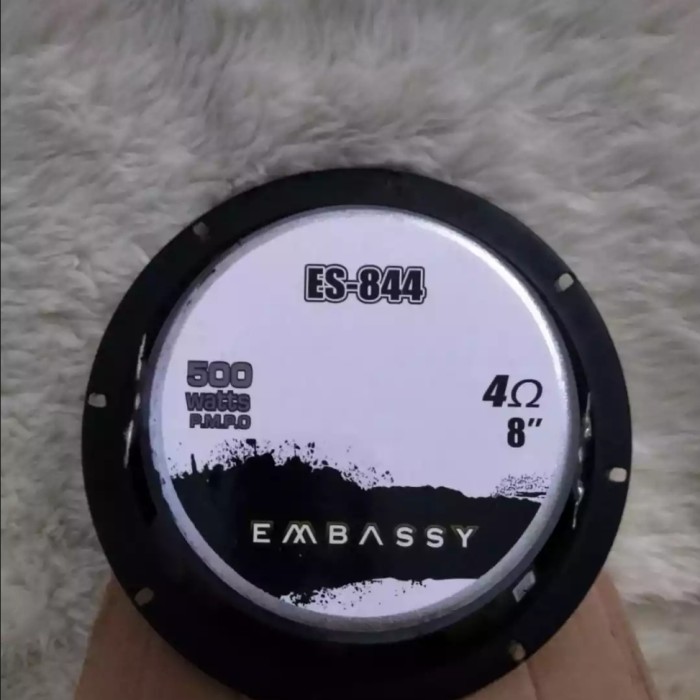 ES-844
500
watts
P.M.P.O
4Ω
8"
EMBASSY